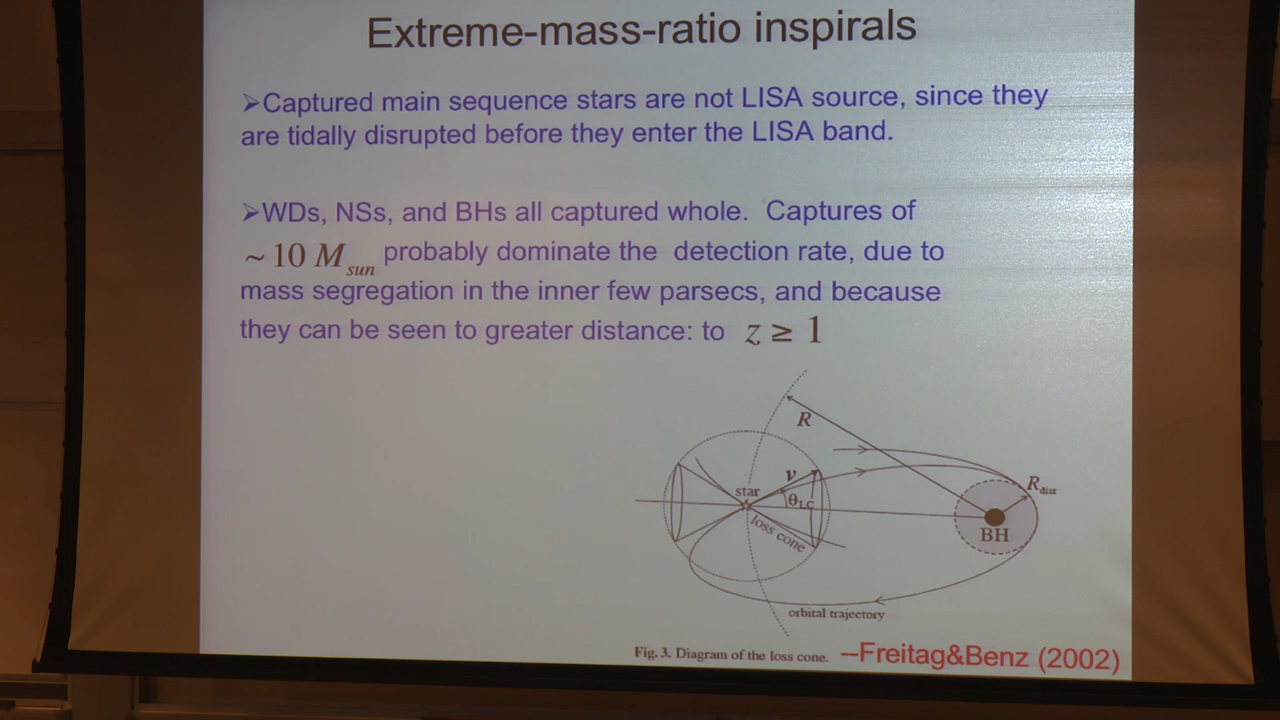 Extreme-mass-ratio inspirals
➢Captured main sequence stars are not LISA source, since they
are tidally disrupted before they enter the LISA band.
➢WDs, NSs, and BHs all captured whole. Captures of
~ 10 M sun probably dominate the detection rate, due to
mass segregation in the inner few parsecs, and because
they can be seen to greater distance: to z ≥ 1
R
v
star
θLC
loss cone
Rdisr
BH
orbital trajectory
Fig. 3. Diagram of the loss cone. --Freitag&Benz (2002)